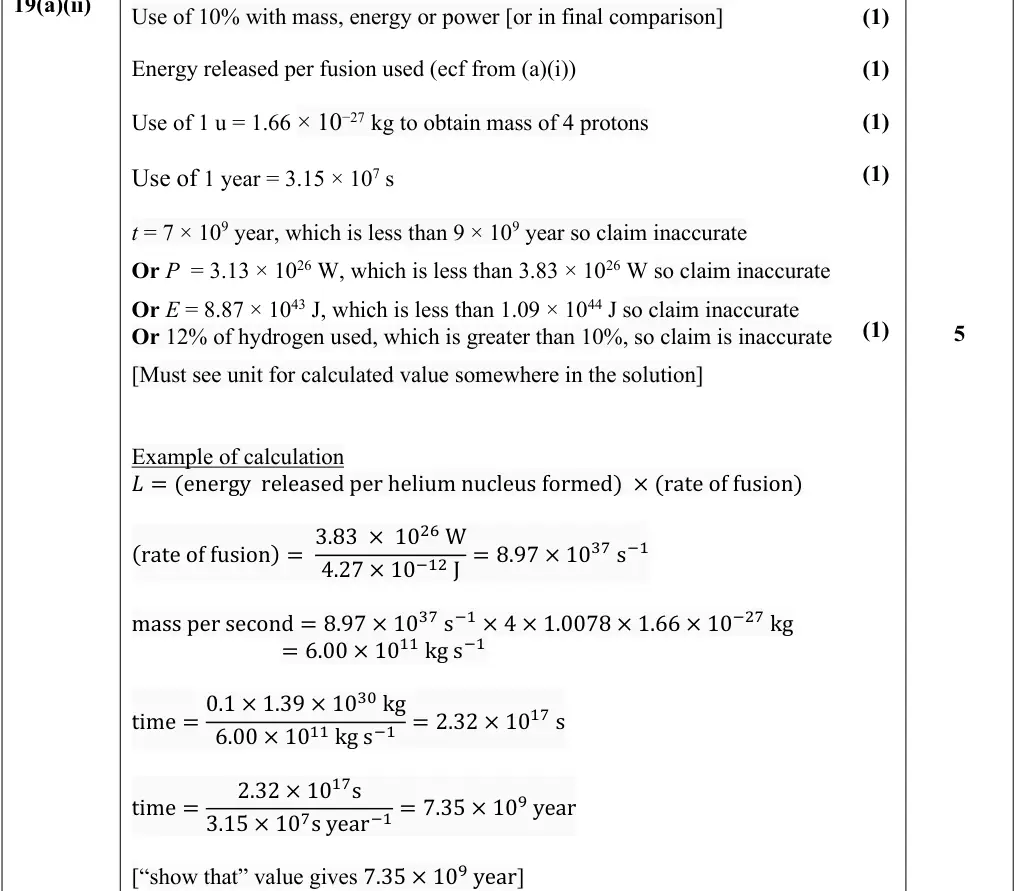 19(a)(ii)
Use of 10% with mass, energy or power [or in final comparison] (1)
Energy released per fusion used (ecf from (a)(i)) (1)
Use of 1 u = 1.66 × 10⁻²⁷ kg to obtain mass of 4 protons (1)
Use of 1 year = 3.15 × 10⁷ s (1)
t = 7 × 10⁹ year, which is less than 9 × 10⁹ year so claim inaccurate
Or P = 3.13 × 10²⁶ W, which is less than 3.83 × 10²⁶ W so claim inaccurate
Or E = 8.87 × 10⁴³ J, which is less than 1.09 × 10⁴⁴ J so claim inaccurate
Or 12% of hydrogen used, which is greater than 10%, so claim is inaccurate (1) 5
[Must see unit for calculated value somewhere in the solution]
Example of calculation
L = (energy released per helium nucleus formed) × (rate of fusion)
(rate of fusion) = 3.83 × 10²⁶ W / 4.27 × 10⁻¹² J = 8.97 × 10³⁷ s⁻¹
mass per second = 8.97 × 10³⁷ s⁻¹ × 4 × 1.0078 × 1.66 × 10⁻²⁷ kg
= 6.00 × 10¹¹ kg s⁻¹
time = 0.1 × 1.39 × 10³⁰ kg / 6.00 × 10¹¹ kg s⁻¹ = 2.32 × 10¹⁷ s
time = 2.32 × 10¹⁷s / 3.15 × 10⁷s year⁻¹ = 7.35 × 10⁹ year
[“show that” value gives 7.35 × 10⁹ year]